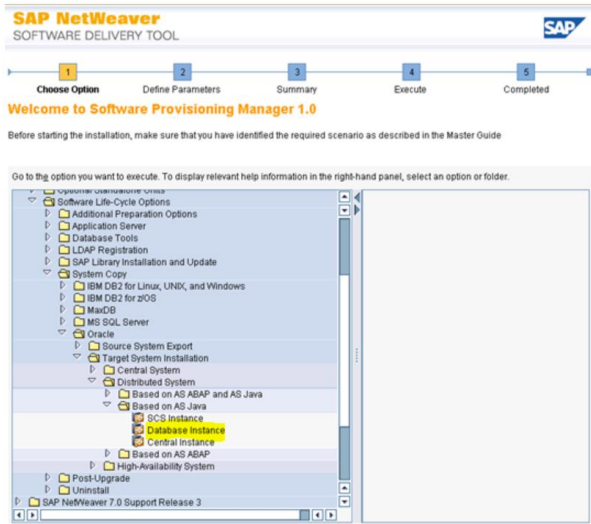 SAP NetWeaver
SOFTWARE DELIVERY TOOL
SAP
1 2 3 4 5
Choose Option Define Parameters Summary Execute Completed
Welcome to Software Provisioning Manager 1.0
Before starting the installation, make sure that you have identified the required scenario as described in the Master Guide
Go to the option you want to execute. To display relevant help information in the right-hand panel, select an option or folder.
Optional Standalone Units
Software Life-Cycle Options
Additional Preparation Options
Application Server
Database Tools
LDAP Registration
SAP Library Installation and Update
System Copy
IBM DB2 for Linux, UNIX, and Windows
IBM DB2 for z/OS
MaxDB
MS SQL Server
Oracle
Source System Export
Target System Installation
Central System
Distributed System
Based on AS ABAP and AS Java
Based on AS Java
SCS Instance
Database Instance
Central Instance
Based on AS ABAP
High-Availability System
Post-Upgrade
Uninstall
SAP NetWeaver 7.0 Support Release 3